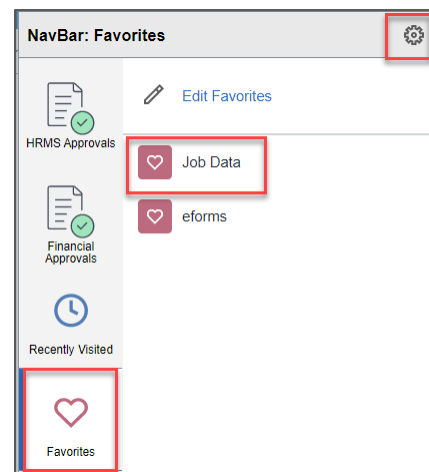 NavBar: Favorites
Edit Favorites
HRMS Approvals
Job Data
eforms
Financial
Approvals
Recently Visited
Favorites